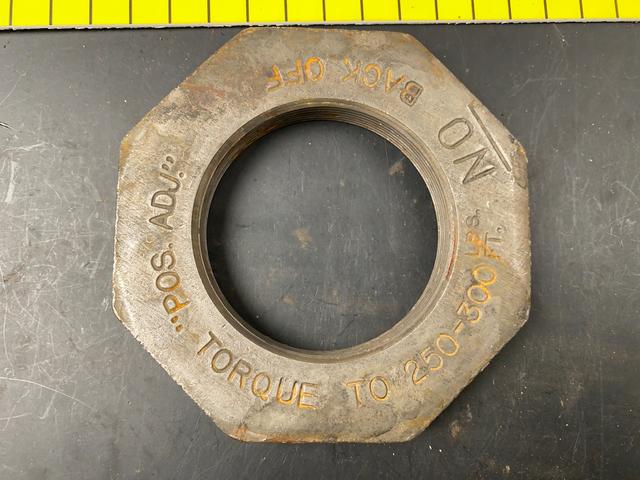 "POS. ADJ."
TORQUE TO 250-300 LBS. FT.
NO
BACK OFF